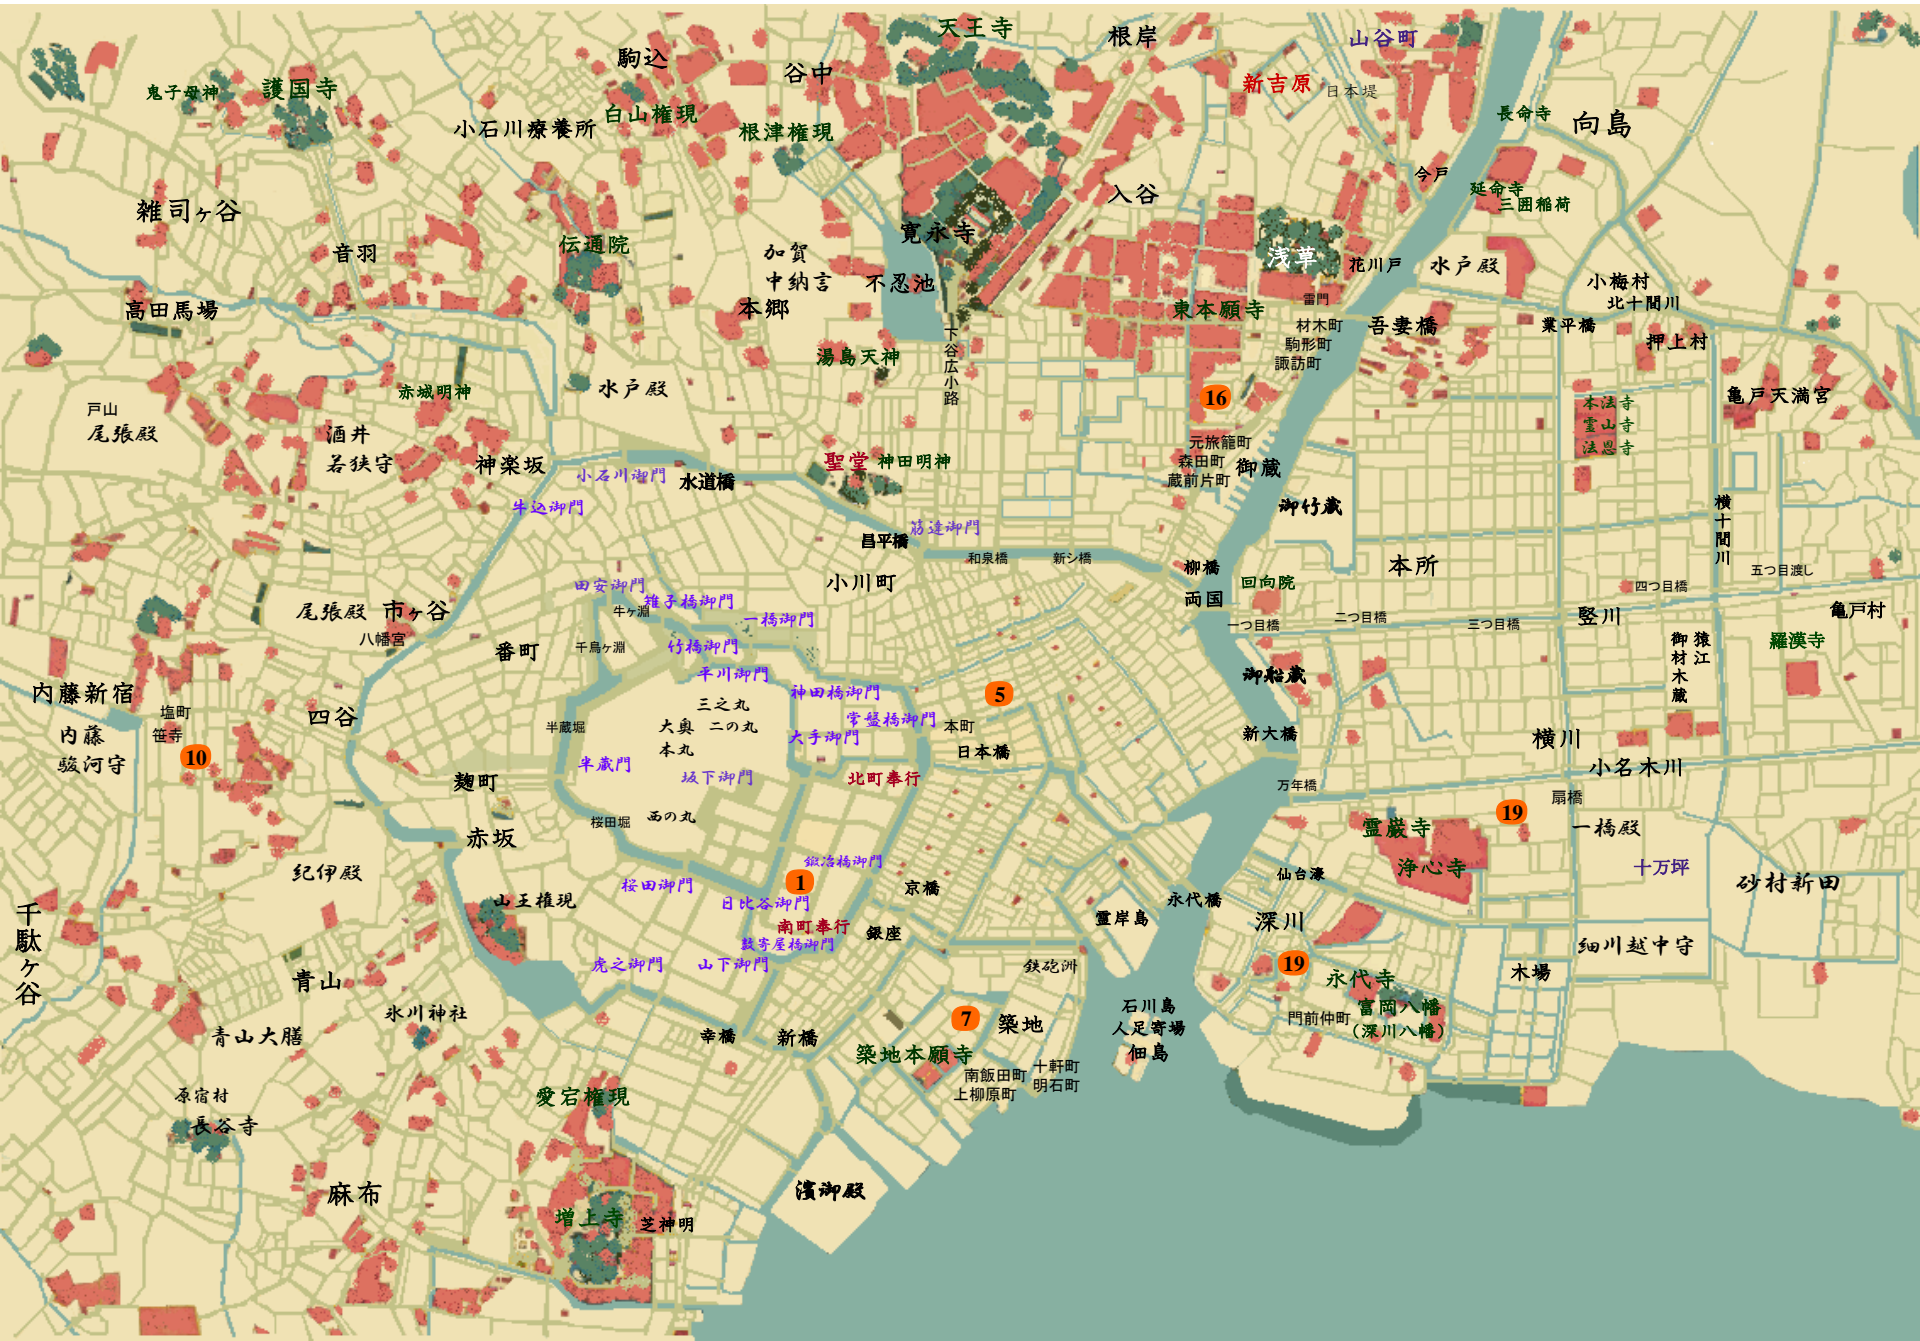 天王寺
根岸
山谷町
駒込
谷中
新吉原
日本堤
鬼子母神
護国寺
白山権現
小石川療養所
根津権現
長命寺
向島
今戸
延命寺
三囲稲荷
入谷
雑司ヶ谷
音羽
伝通院
寛永寺
加賀
中納言
不忍池
浅草
花川戸
水戸殿
小梅村
北十間川
高田馬場
本郷
東本願寺
雷門
材木町
駒形町
諏訪町
吾妻橋
業平橋
押上村
湯島天神
下谷広小路
赤城明神
水戸殿
戸山
尾張殿
酒井
若狭守
16
本法寺
霊山寺
法恩寺
亀戸天満宮
元旅籠町
森田町
蔵前片町
御蔵
聖堂
神田明神
神楽坂
小石川御門
水道橋
牛込御門
御竹蔵
横十間川
筋違御門
昌平橋
和泉橋
新シ橋
柳橋
両国
回向院
本所
五つ目渡し
四つ目橋
小川町
田安御門
雉子橋御門
牛ヶ淵
一橋御門
尾張殿
市ヶ谷
八幡宮
一つ目橋
二つ目橋
三つ目橋
竪川
亀戸村
番町
千鳥ヶ淵
竹橋御門
平川御門
御船蔵
猿江
御材木蔵
羅漢寺
内藤新宿
塩町
笹寺
内藤
駿河守
10
四谷
神田橋御門
5
三之丸
大奥
二の丸
本丸
常盤橋御門
大手御門
本町
日本橋
半蔵堀
半蔵門
坂下御門
北町奉行
新大橋
横川
小名木川
麹町
万年橋
扇橋
19
一橋殿
桜田堀
西の丸
赤坂
霊巌寺
浄心寺
十万坪
砂村新田
紀伊殿
鍛冶橋御門
1
桜田御門
日比谷御門
京橋
仙台濠
永代橋
山王権現
南町奉行
銀座
数寄屋橋御門
霊岸島
深川
細川越中守
千駄ヶ谷
虎之御門
山下御門
鉄砲洲
19
永代寺
木場
青山
氷川神社
青山大膳
幸橋
新橋
7
築地
石川島
人足寄場
佃島
門前仲町
富岡八幡
(深川八幡)
築地本願寺
南飯田町
上柳原町
十軒町
明石町
原宿村
長谷寺
愛宕権現
麻布
濱御殿
増上寺
芝神明